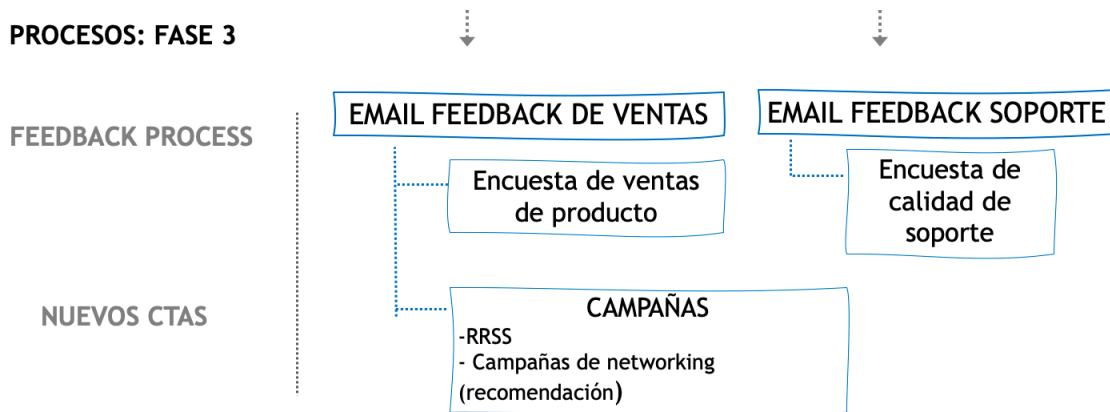 PROCESOS: FASE 3
EMAIL FEEDBACK DE VENTAS
EMAIL FEEDBACK SOPORTE
FEEDBACK PROCESS
Encuesta de ventas
de producto
Encuesta de
calidad de
soporte
NUEVOS CTAS
CAMPAÑAS
-RRSS
- Campañas de networking
(recomendación)